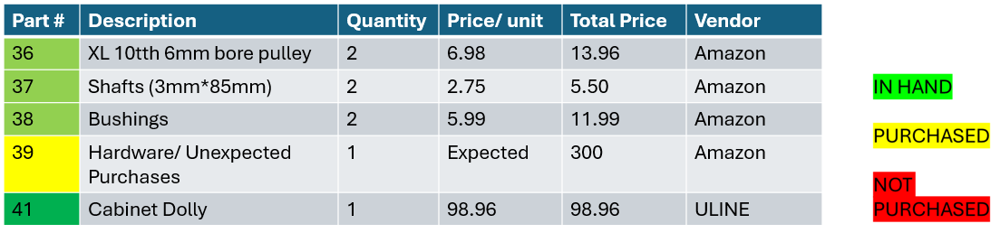 Part # Description Quantity Price/ unit Total Price Vendor
36 XL 10tth 6mm bore pulley 2 6.98 13.96 Amazon
37 Shafts (3mm*85mm) 2 2.75 5.50 Amazon
38 Bushings 2 5.99 11.99 Amazon
39 Hardware/ Unexpected 1 Expected 300 Amazon
Purchases
41 Cabinet Dolly 1 98.96 98.96 ULINE
IN HAND
PURCHASED
NOT
PURCHASED